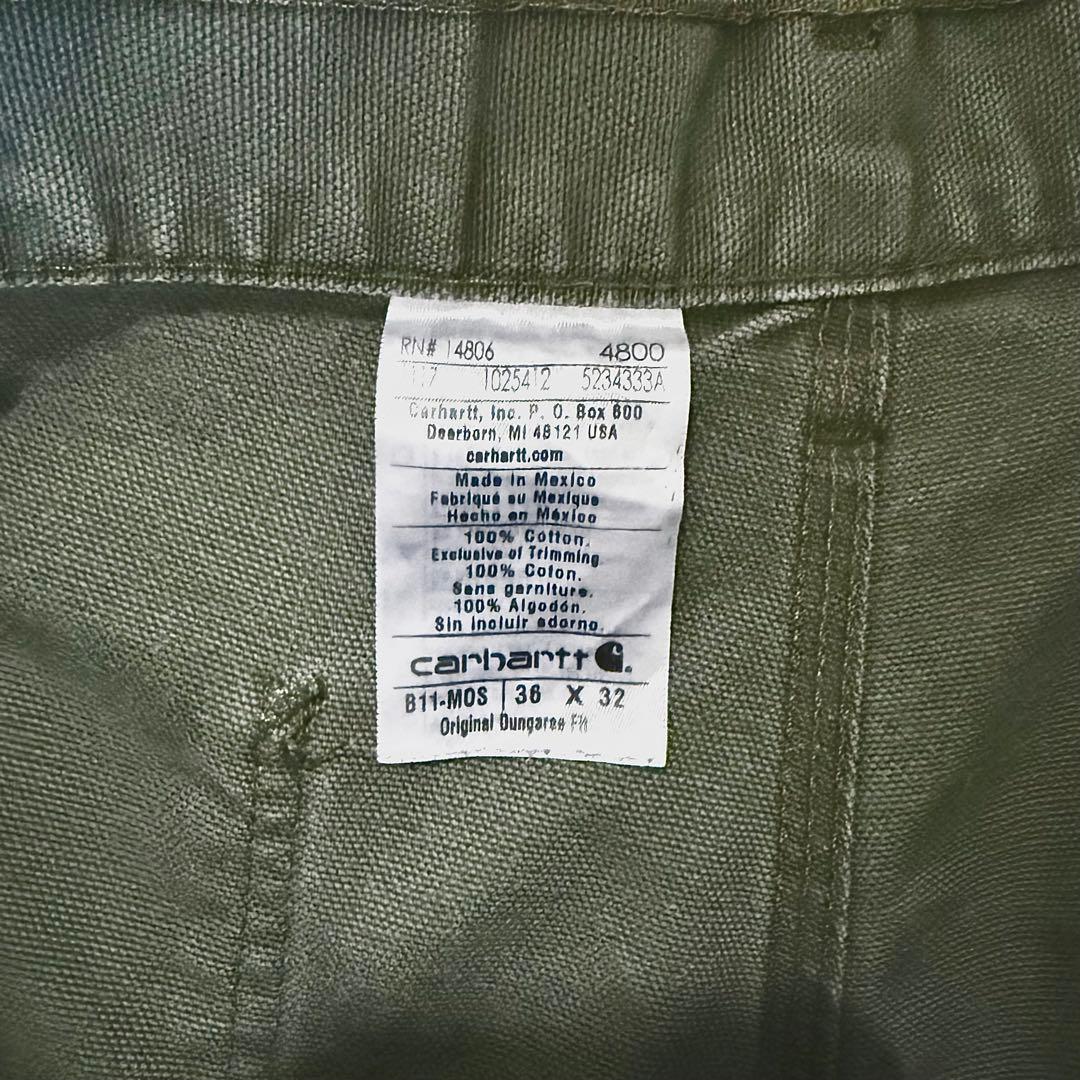 RN# 14806 4800
1025412 5234333A
Carhartt, Inc. P. O. Box 600
Dearborn, MI 48121 USA
carhartt.com
Made in Mexico
Fabriqué au Mexique
Hecho en México
100% Cotton.
Exclusive of Trimming
100% Coton.
Sans garniture.
100% Algodón.
Sin incluir adorno.
carhartt
B11-MOS 36 X 32
Original Dungaree Fit